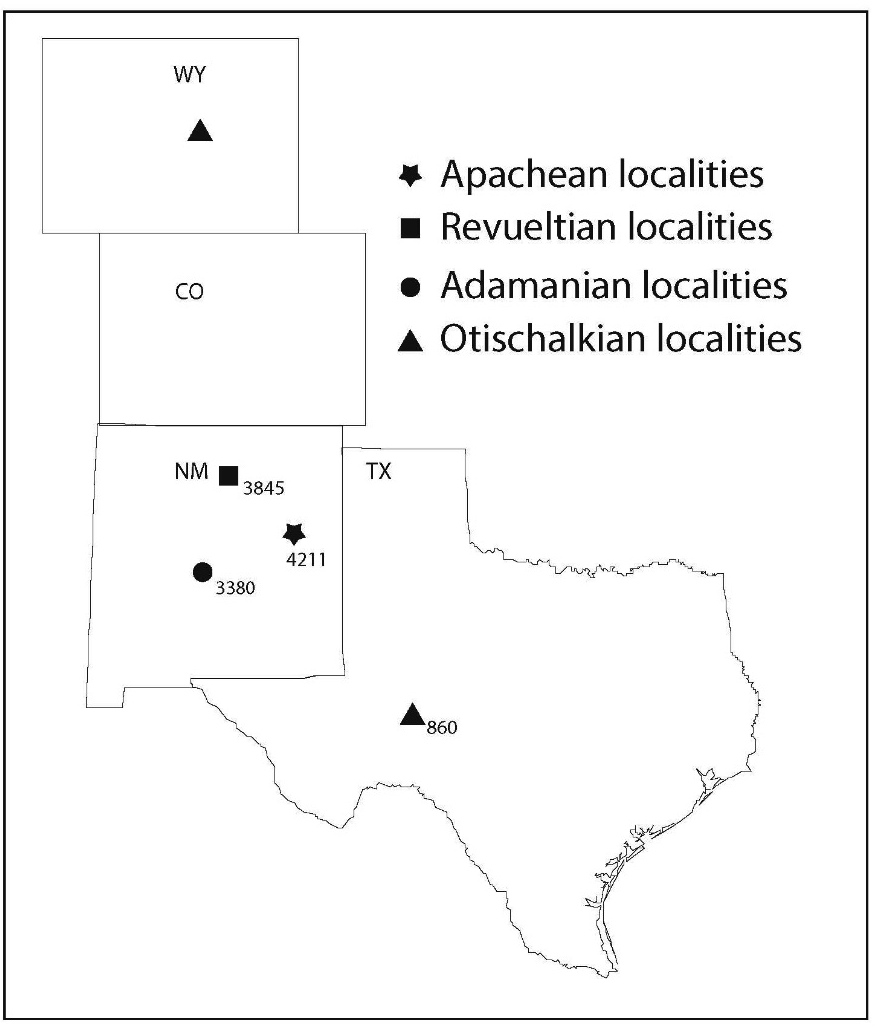 WY
Apachean localities
Revueltian localities
Adamanian localities
Otischalkian localities
CO
NM
TX
3845
4211
3380
860